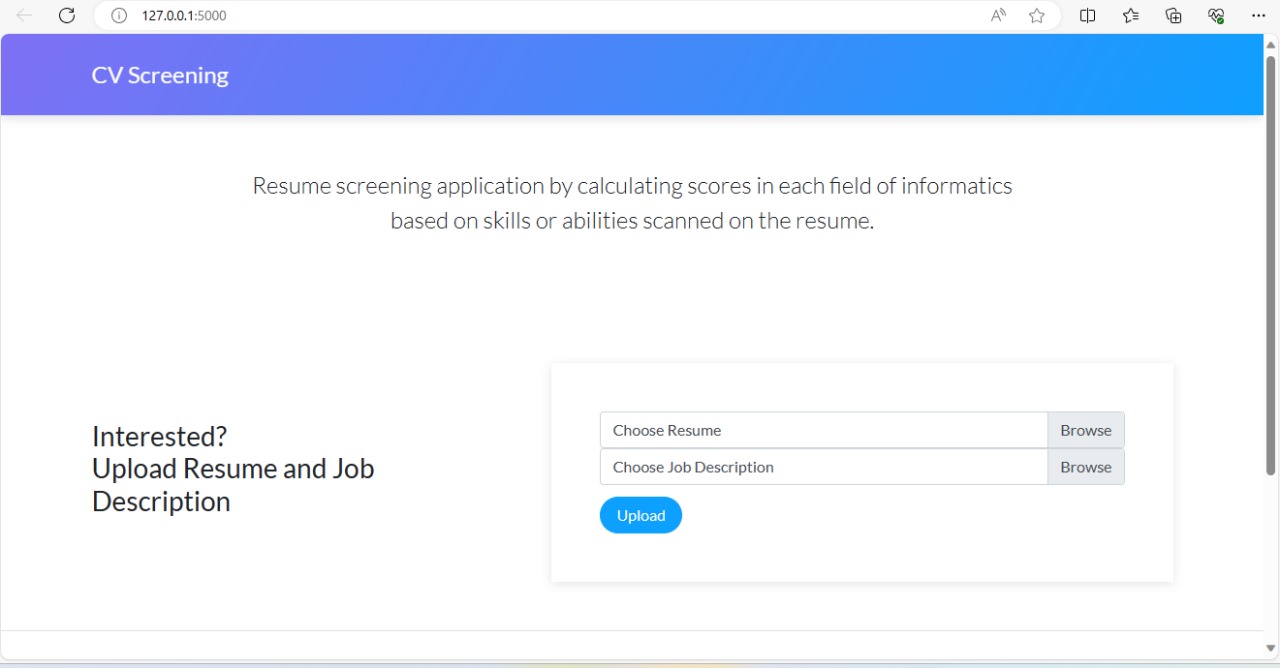 127.0.0.1:5000
CV Screening
Resume screening application by calculating scores in each field of informatics
based on skills or abilities scanned on the resume.
Interested?
Upload Resume and Job
Description
Choose Resume Browse
Choose Job Description Browse
Upload